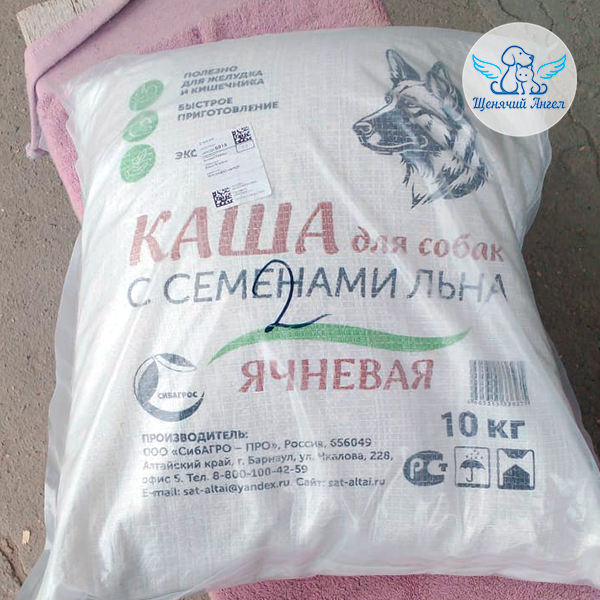 Щенячий Ангел
ПОЛЕЗНО
ДЛЯ ЖЕЛУДКА
И КИШЕЧНИКА
БЫСТРОЕ
ПРИГОТОВЛЕНИЕ
ЭКС
КАША для собак
С СЕМЕНАМИ ЛЬНА
2
ЯЧНЕВАЯ
СИБАГРОС
10 КГ
ПРОИЗВОДИТЕЛЬ:
ООО «СибАГРО – ПРО», Россия, 656049
Алтайский край, г. Барнаул, ул. Чкалова, 228,
офис 5. Тел. 8-800-100-42-59
E-mail: sat-altai@yandex.ru. Сайт: sat-altai.ru
РСТ